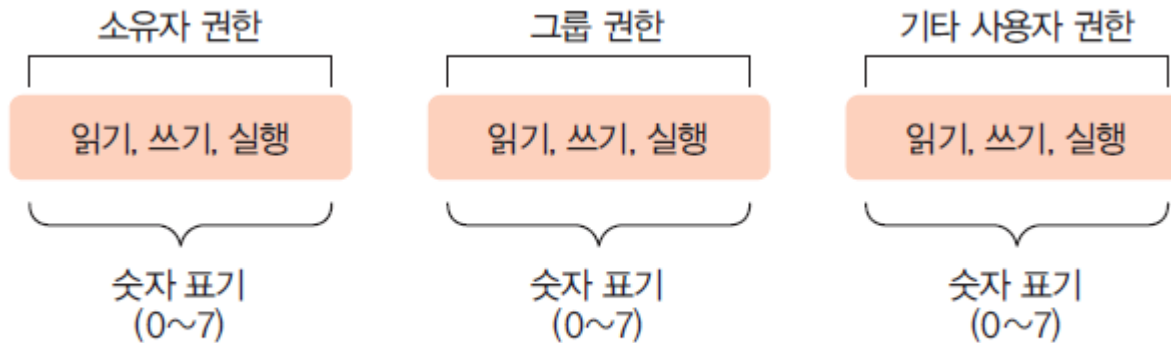 소유자 권한
그룹 권한
기타 사용자 권한
읽기, 쓰기, 실행
읽기, 쓰기, 실행
읽기, 쓰기, 실행
숫자 표기
(0~7)
숫자 표기
(0~7)
숫자 표기
(0~7)